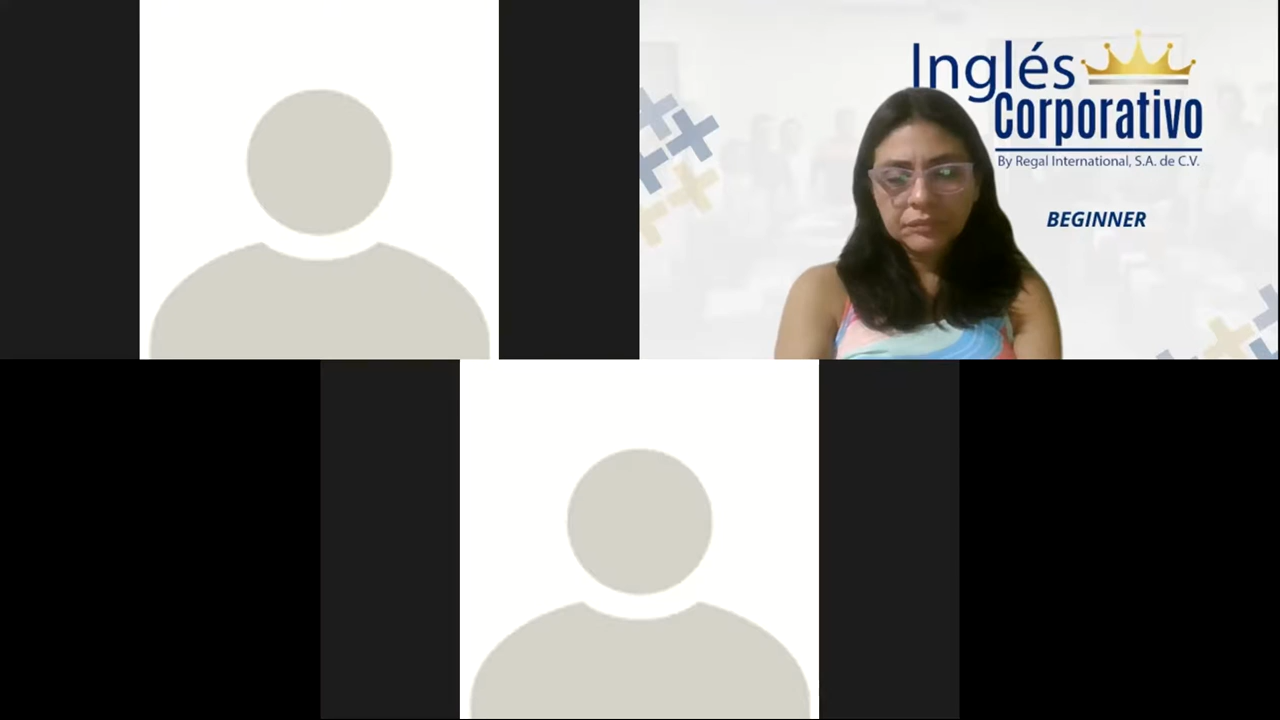 Inglés
Corporativo
By Regal International, S.A. de C.V.
BEGINNER